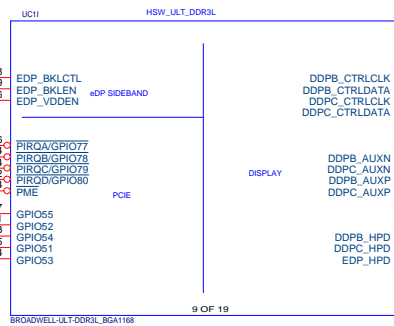 UC1I
HSW_ULT_DDR3L
EDP_BKLCTL
EDP_BKLEN
EDP_VDDEN
eDP SIDEBAND
DDPB_CTRLCLK
DDPB_CTRLDATA
DDPC_CTRLCLK
DDPC_CTRLDATA
PIRQA/GPIO77
PIRQB/GPIO78
PIRQC/GPIO79
PIRQD/GPIO80
PME
PCIE
DISPLAY
DDPB_AUXN
DDPC_AUXN
DDPB_AUXP
DDPC_AUXP
GPIO55
GPIO52
GPIO54
GPIO51
GPIO53
DDPB_HPD
DDPC_HPD
EDP_HPD
9 OF 19
BROADWELL-ULT-DDR3L_BGA1168